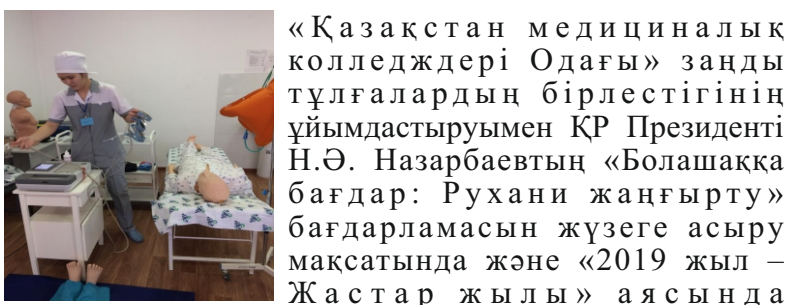 «Қазақстан медициналық
колледждері Одағы» заңды
тұлғалардың бірлестігінің
ұйымдастыруымен ҚР Президенті
Н.Ә. Назарбаевтың «Болашаққа
бағдар: Рухани жаңғырту»
бағдарламасын жүзеге асыру
мақсатында және «2019 жыл –
Жастар жылы» аясында